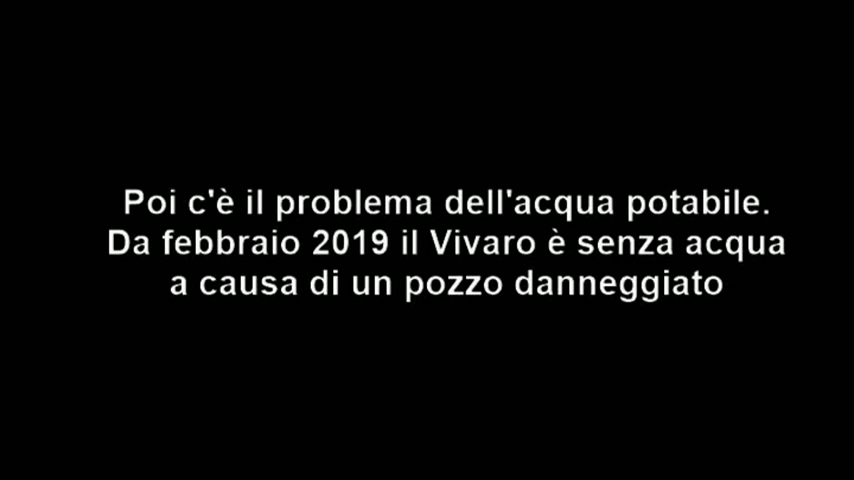 Poi c'è il problema dell'acqua potabile.
Da febbraio 2019 il Vivaro è senza acqua
a causa di un pozzo danneggiato